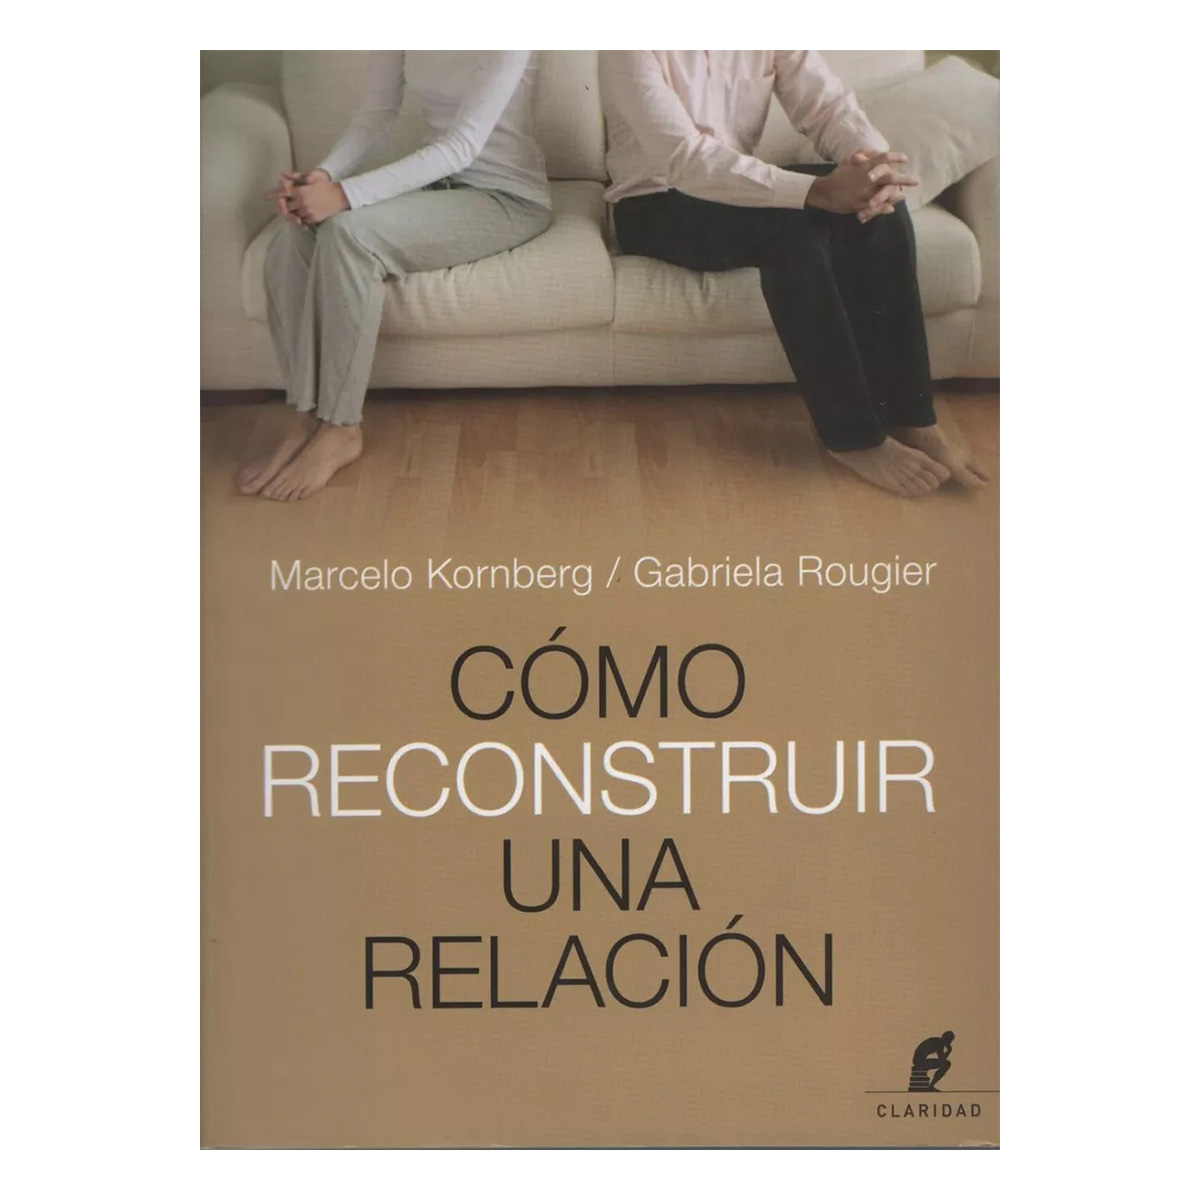 Marcelo Kornberg / Gabriela Rougier
CÓMO
RECONSTRUIR
UNA
RELACIÓN
CLARIDAD